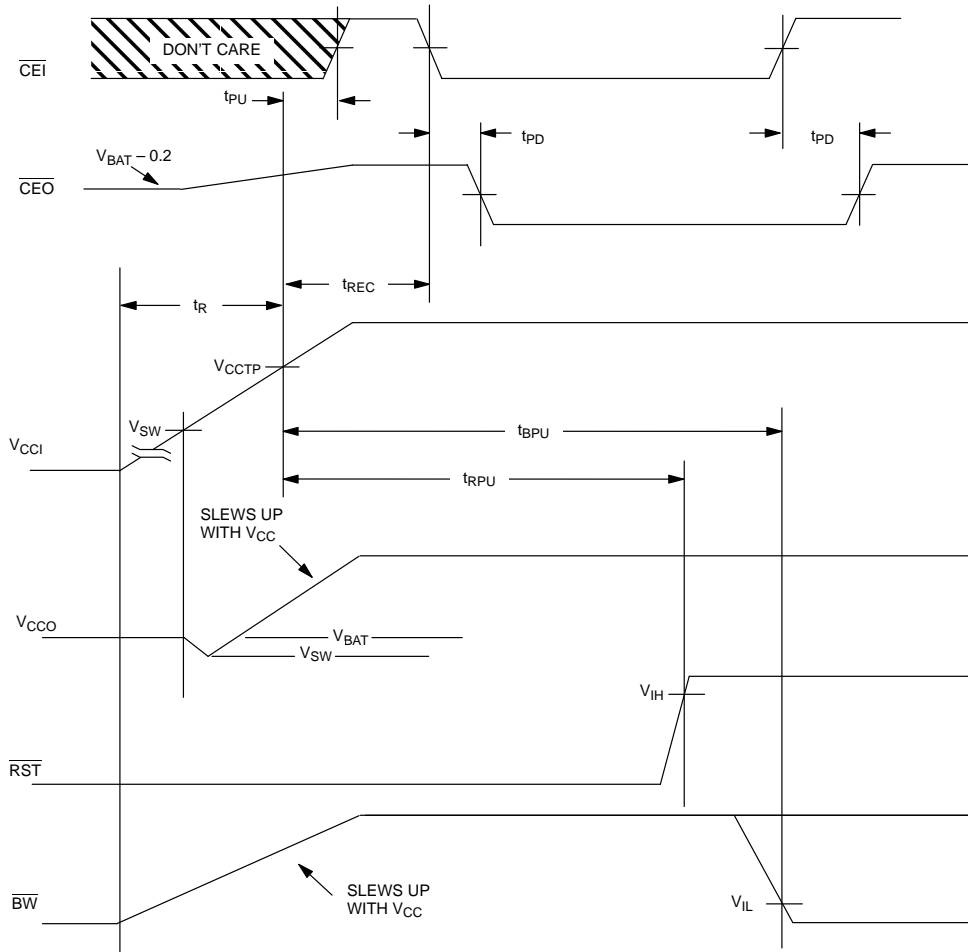 DON'T CARE
CEI
tPU
tPD
tPD
VBAT – 0.2
CEO
tREC
tR
VCCTP
VSW
tBPU
VCCI
tRPU
SLEWS UP
WITH VCC
VCCO
VBAT
VSW
VIH
RST
SLEWS UP
WITH VCC
BW
VIL